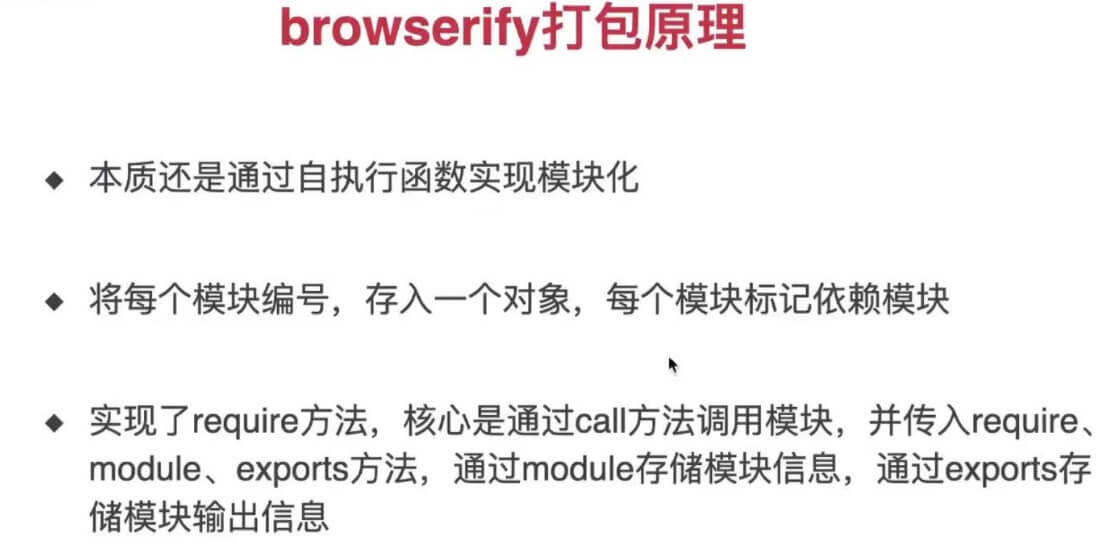 browserify打包原理
◆ 本质还是通过自执行函数实现模块化
◆ 将每个模块编号，存入一个对象，每个模块标记依赖模块
◆ 实现了require方法，核心是通过call方法调用模块，并传入require、
module、exports方法，通过module存储模块信息，通过exports存
储模块输出信息